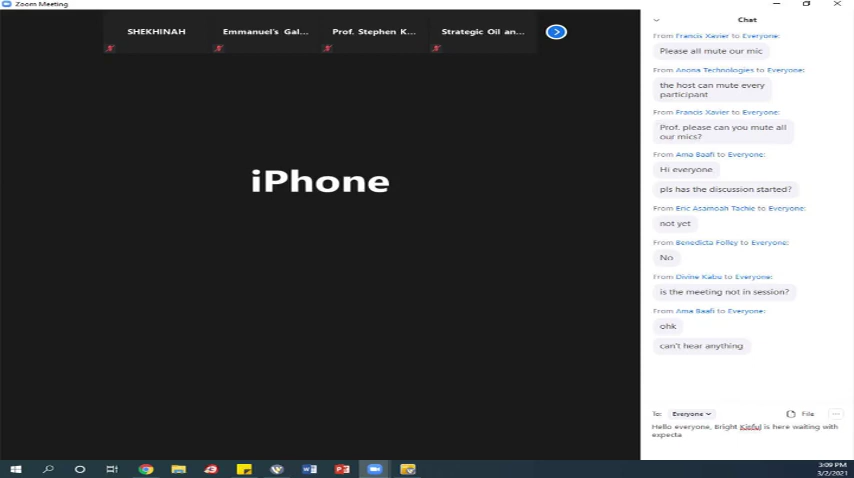 Zoom Meeting
SHEKHINAH
Emmanuel's Gal...
Prof. Stephen K...
Strategic Oil an...
iPhone
Chat
From Francis Xavier to Everyone:
Please all mute our mic
From Anona Technologies to Everyone:
the host can mute every
participant
From Francis Xavier to Everyone:
Prof. please can you mute all
our mics?
From Ama Baafi to Everyone:
Hi everyone
pls has the discussion started?
From Eric Asamoah Tachie to Everyone:
not yet
From Benedicta Folley to Everyone:
No
From Divine Kabu to Everyone:
is the meeting not in session?
From Ama Baafi to Everyone:
ohk
can't hear anything
To: Everyone
File
Hello everyone, Bright is here waiting with
expecta
3:09 PM
3/2/2021